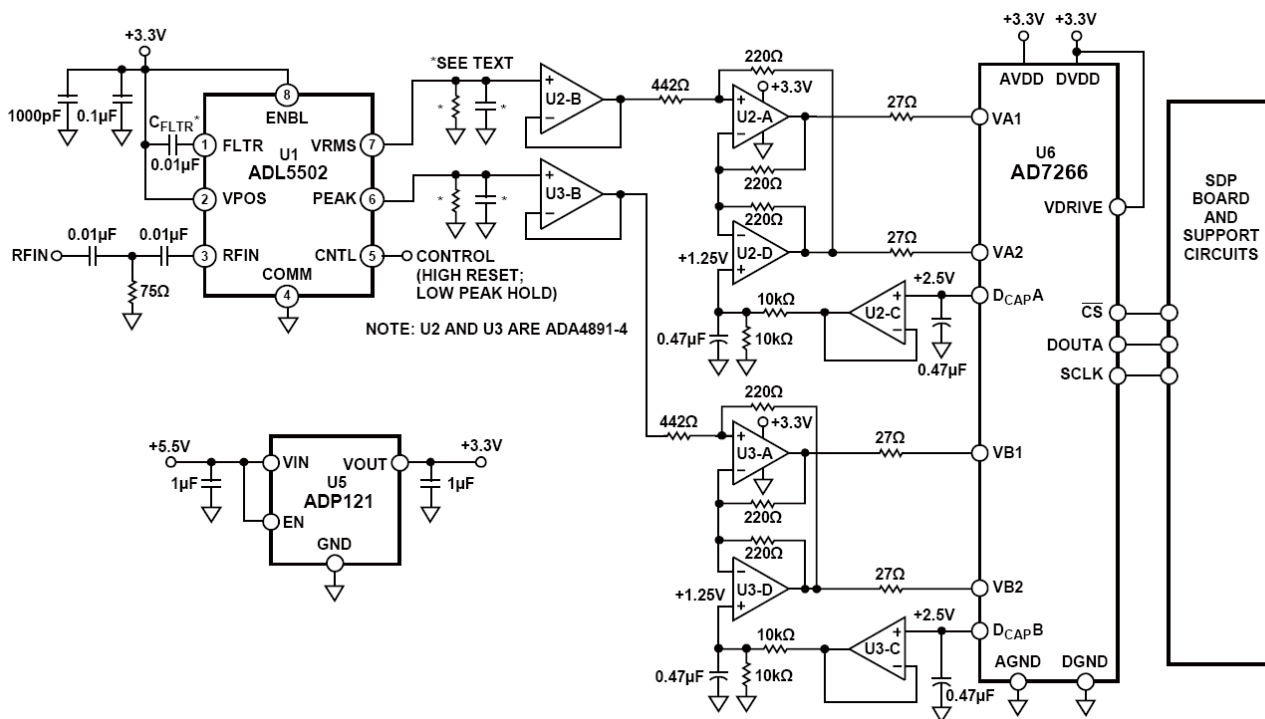 +3.3V
1000pF
0.1µF
CFLTR*
0.01µF
8
ENBL
1
FLTR
U1
ADL5502
VRMS
7
2
VPOS
PEAK
6
RFIN
0.01µF
0.01µF
3
RFIN
CNTL
5
COMM
4
75Ω
CONTROL
(HIGH RESET;
LOW PEAK HOLD)
NOTE: U2 AND U3 ARE ADA4891-4
*SEE TEXT
*
*
+
U2-B
−
*
*
+
U3-B
−
442Ω
220Ω
+3.3V
+
U2-A
−
27Ω
220Ω
220Ω
−
U2-D
+
+1.25V
27Ω
10kΩ
0.47µF
10kΩ
+
U2-C
−
+2.5V
0.47µF
442Ω
220Ω
+3.3V
+
U3-A
−
27Ω
220Ω
220Ω
−
U3-D
+
+1.25V
27Ω
10kΩ
0.47µF
10kΩ
+
U3-C
−
+2.5V
0.47µF
+3.3V
+3.3V
AVDD
DVDD
VA1
U6
AD7266
VDRIVE
VA2
DCAPA
CS
DOUTA
SCLK
VB1
VB2
DCAPB
AGND
DGND
SDP
BOARD
AND
SUPPORT
CIRCUITS
+5.5V
1µF
VIN
VOUT
U5
ADP121
EN
GND
+3.3V
1µF